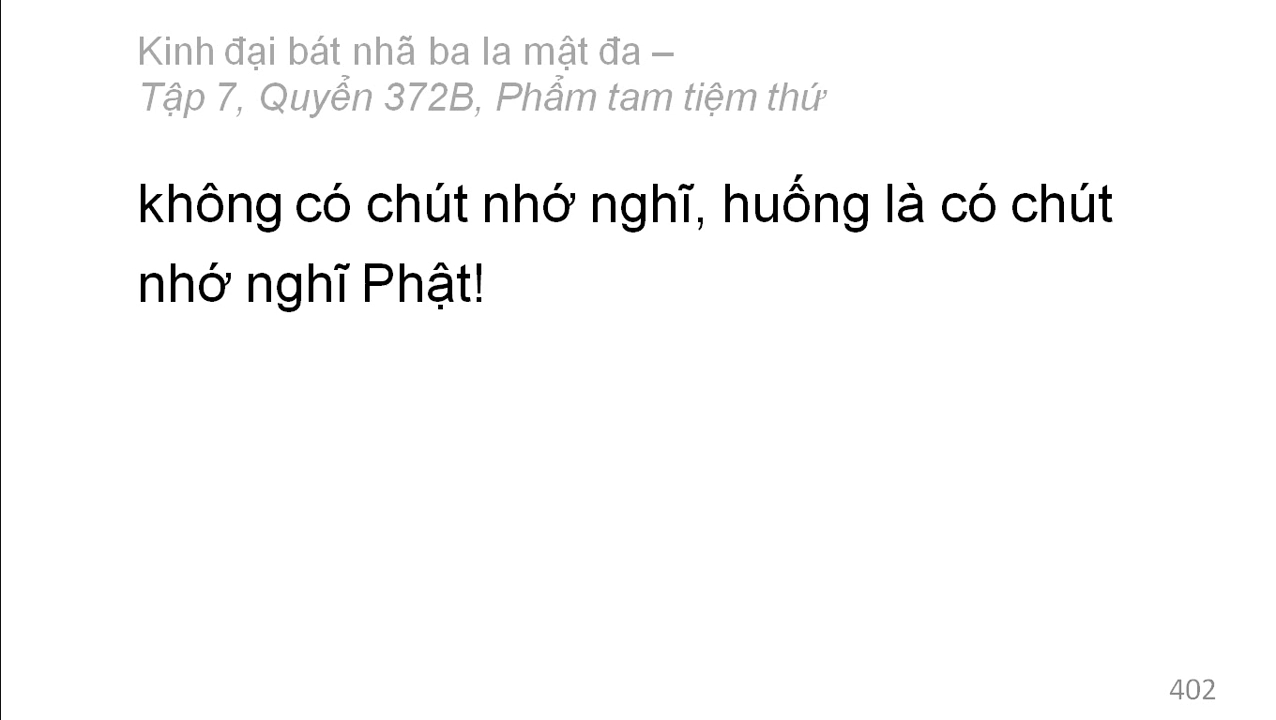 Kinh đại bát nhã ba la mật đa –
Tập 7, Quyển 372B, Phẩm tam tiệm thứ
không có chút nhớ nghĩ, huống là có chút
nhớ nghĩ Phật!
402